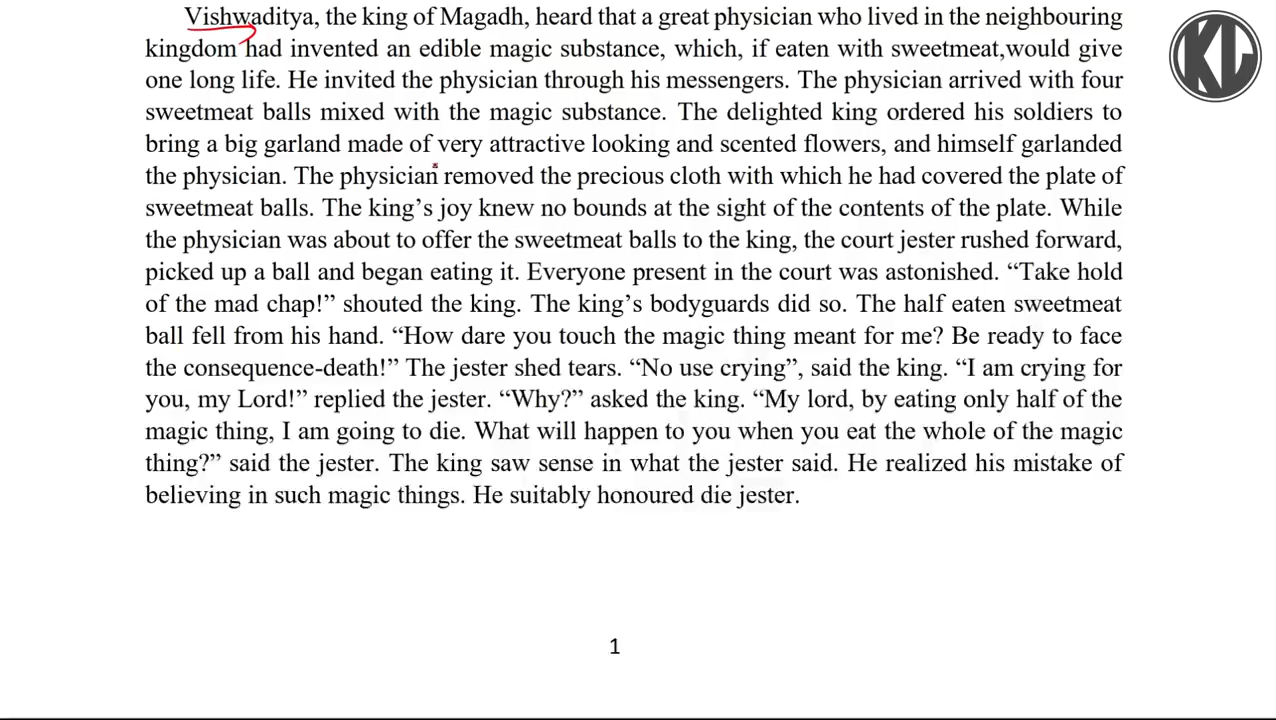 Vishwaditya, the king of Magadh, heard that a great physician who lived in the neighbouring
kingdom had invented an edible magic substance, which, if eaten with sweetmeat,would give
one long life. He invited the physician through his messengers. The physician arrived with four
sweetmeat balls mixed with the magic substance. The delighted king ordered his soldiers to
bring a big garland made of very attractive looking and scented flowers, and himself garlanded
the physician. The physician removed the precious cloth with which he had covered the plate of
sweetmeat balls. The king’s joy knew no bounds at the sight of the contents of the plate. While
the physician was about to offer the sweetmeat balls to the king, the court jester rushed forward,
picked up a ball and began eating it. Everyone present in the court was astonished. “Take hold
of the mad chap!” shouted the king. The king’s bodyguards did so. The half eaten sweetmeat
ball fell from his hand. “How dare you touch the magic thing meant for me? Be ready to face
the consequence-death!” The jester shed tears. “No use crying”, said the king. “I am crying for
you, my Lord!” replied the jester. “Why?” asked the king. “My lord, by eating only half of the
magic thing, I am going to die. What will happen to you when you eat the whole of the magic
thing?” said the jester. The king saw sense in what the jester said. He realized his mistake of
believing in such magic things. He suitably honoured die jester.
1
KL